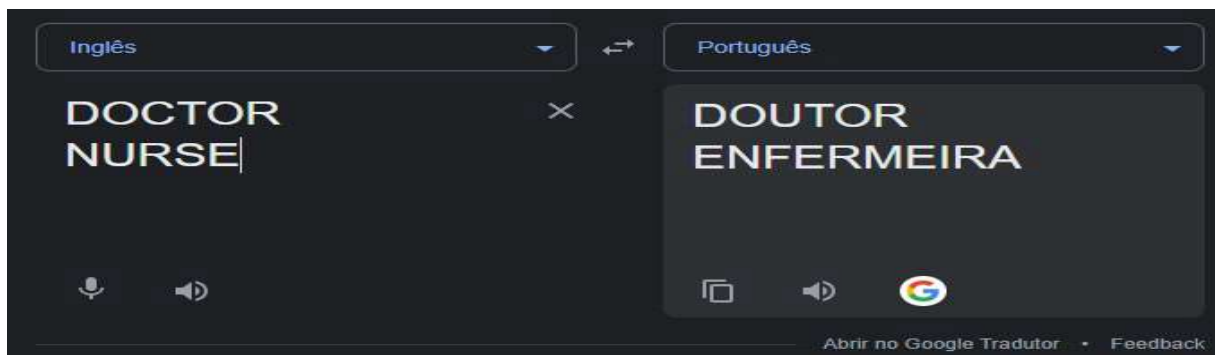 Inglês
Português
DOCTOR
NURSE
DOUTOR
ENFERMEIRA
Abrir no Google Tradutor • Feedback